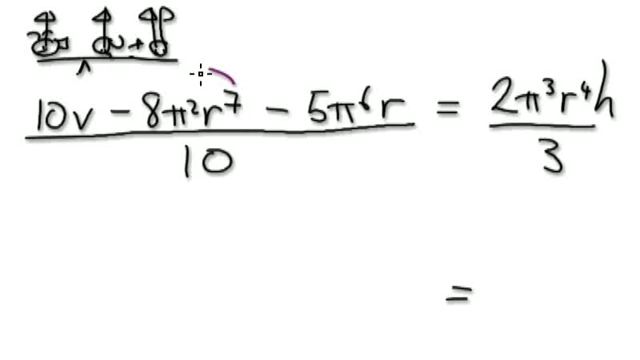 10v - 8π²r⁷ - 5π⁶r = 2π³r⁴h
10 3
=